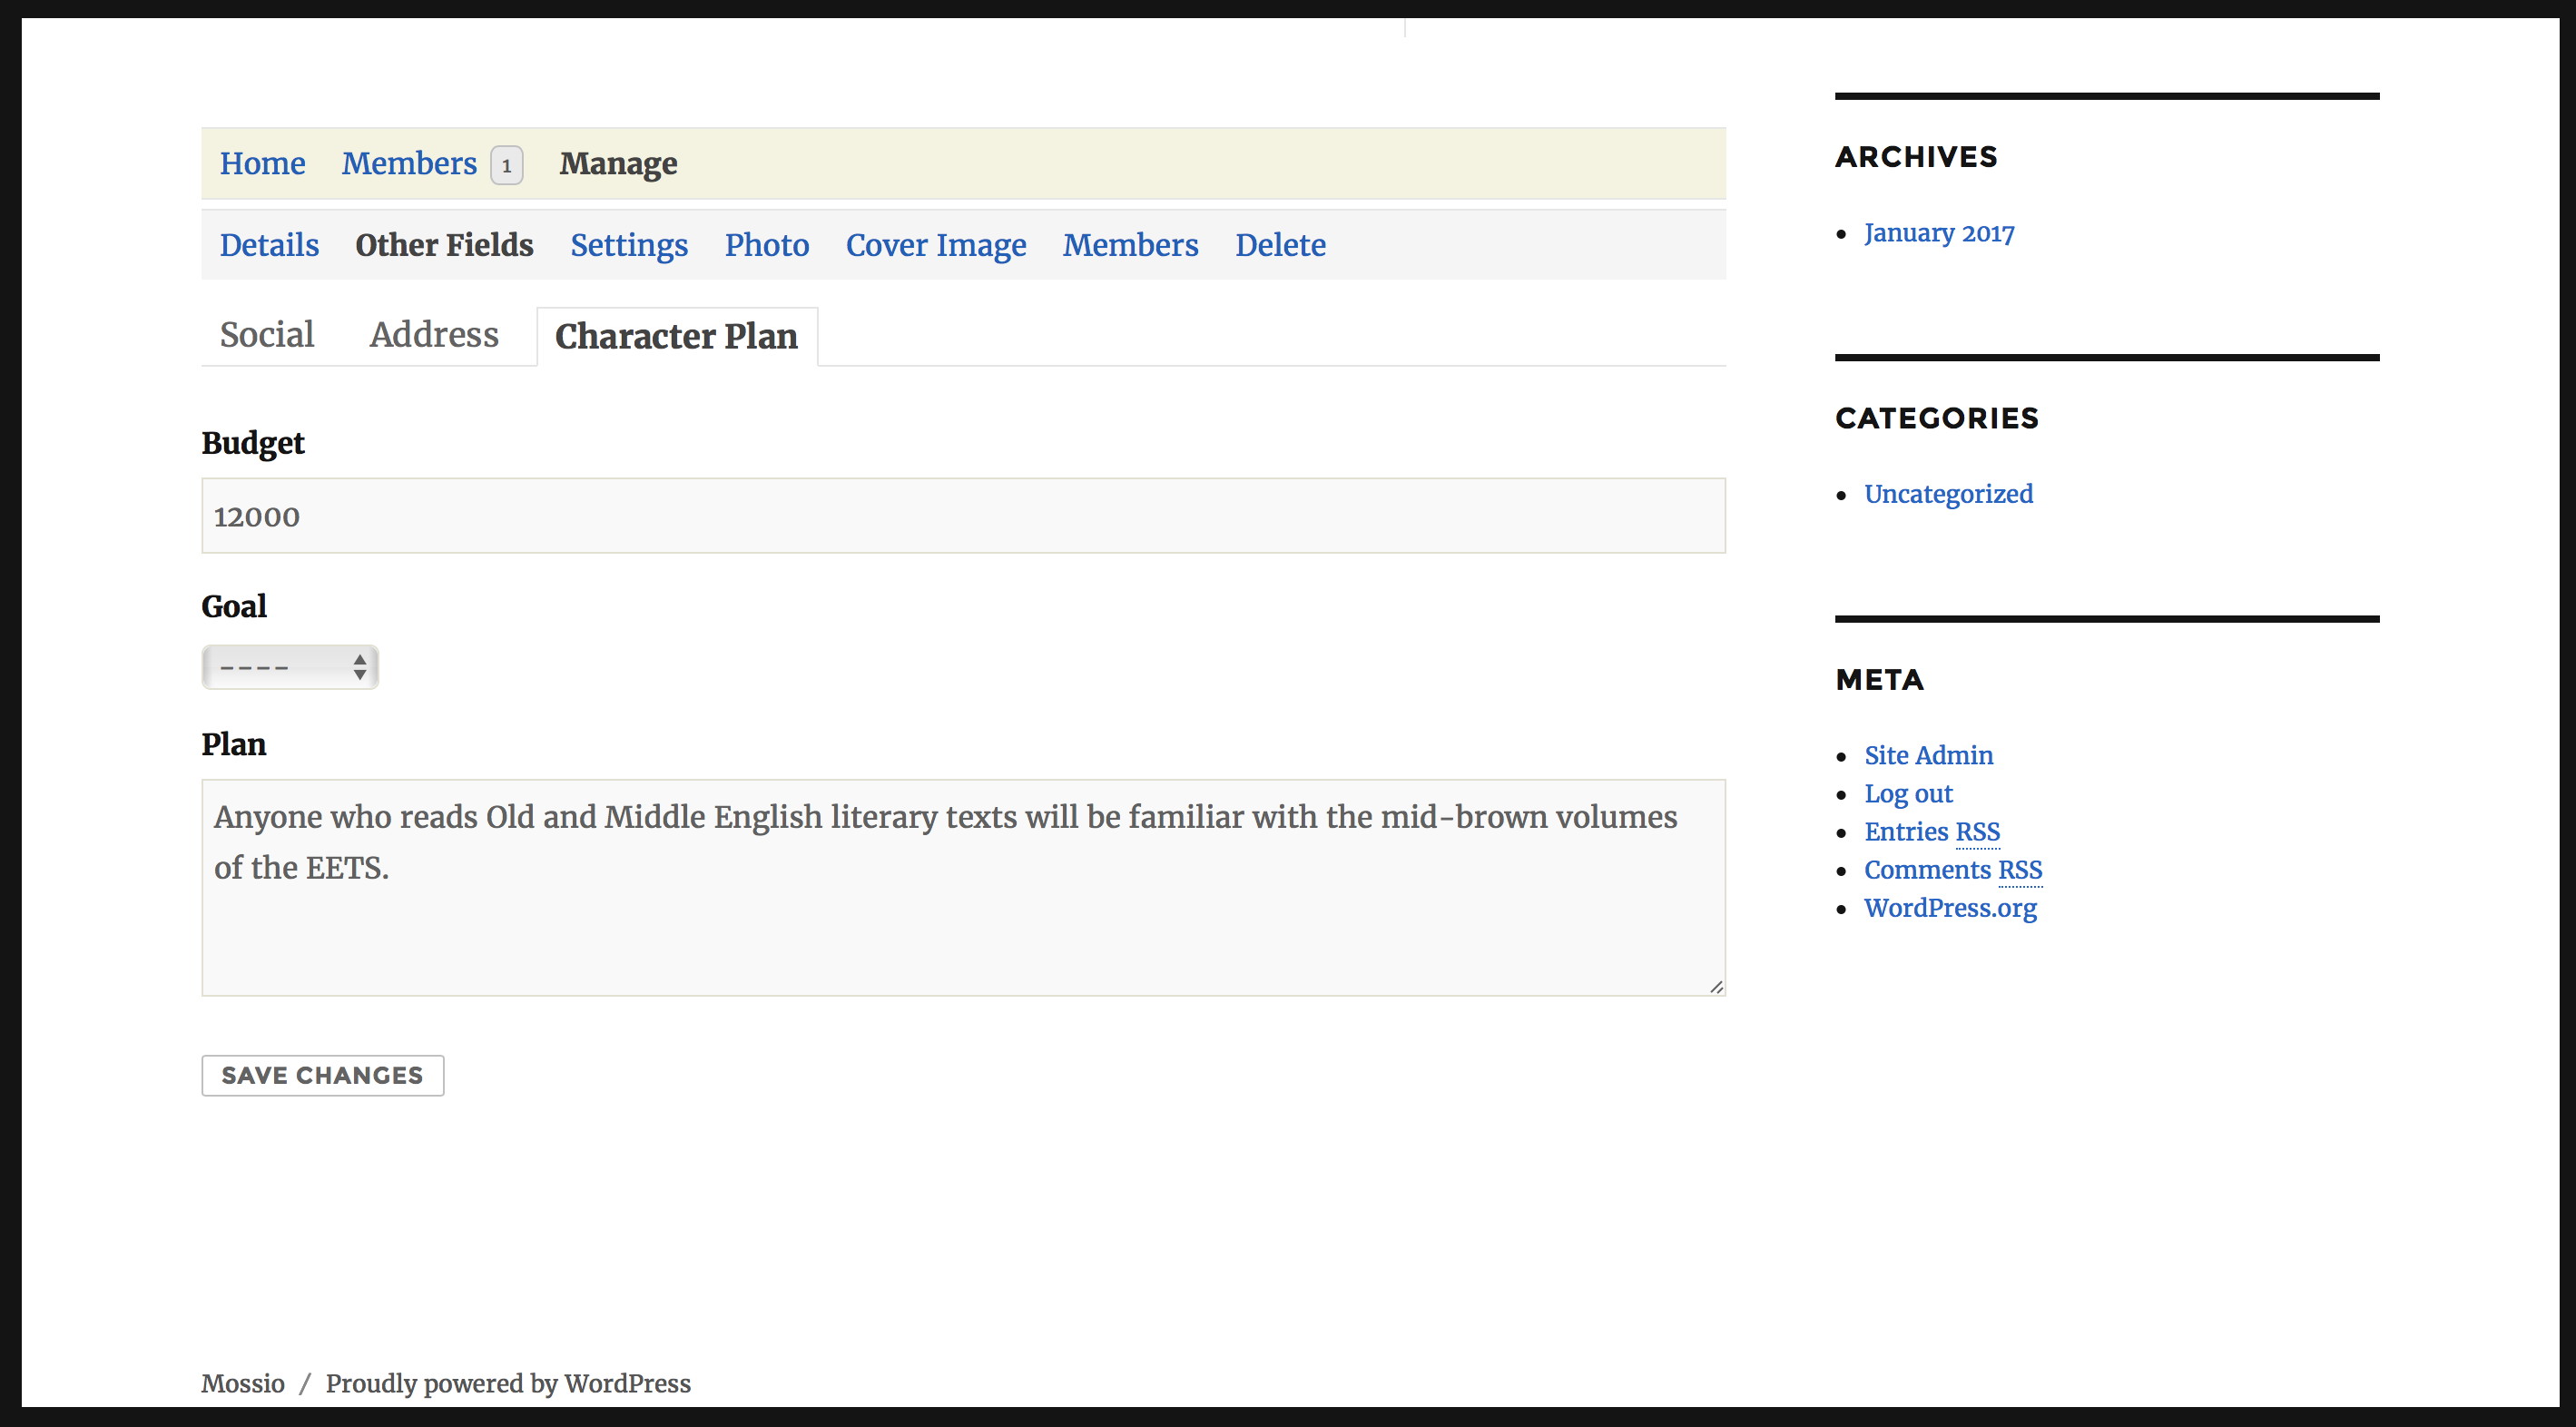 Home Members 1 Manage
Details Other Fields Settings Photo Cover Image Members Delete
Social Address Character Plan
Budget
12000
Goal
----
Plan
Anyone who reads Old and Middle English literary texts will be familiar with the mid-brown volumes
of the EETS.
SAVE CHANGES
ARCHIVES
January 2017
CATEGORIES
Uncategorized
META
Site Admin
Log out
Entries RSS
Comments RSS
WordPress.org
Mossio / Proudly powered by WordPress